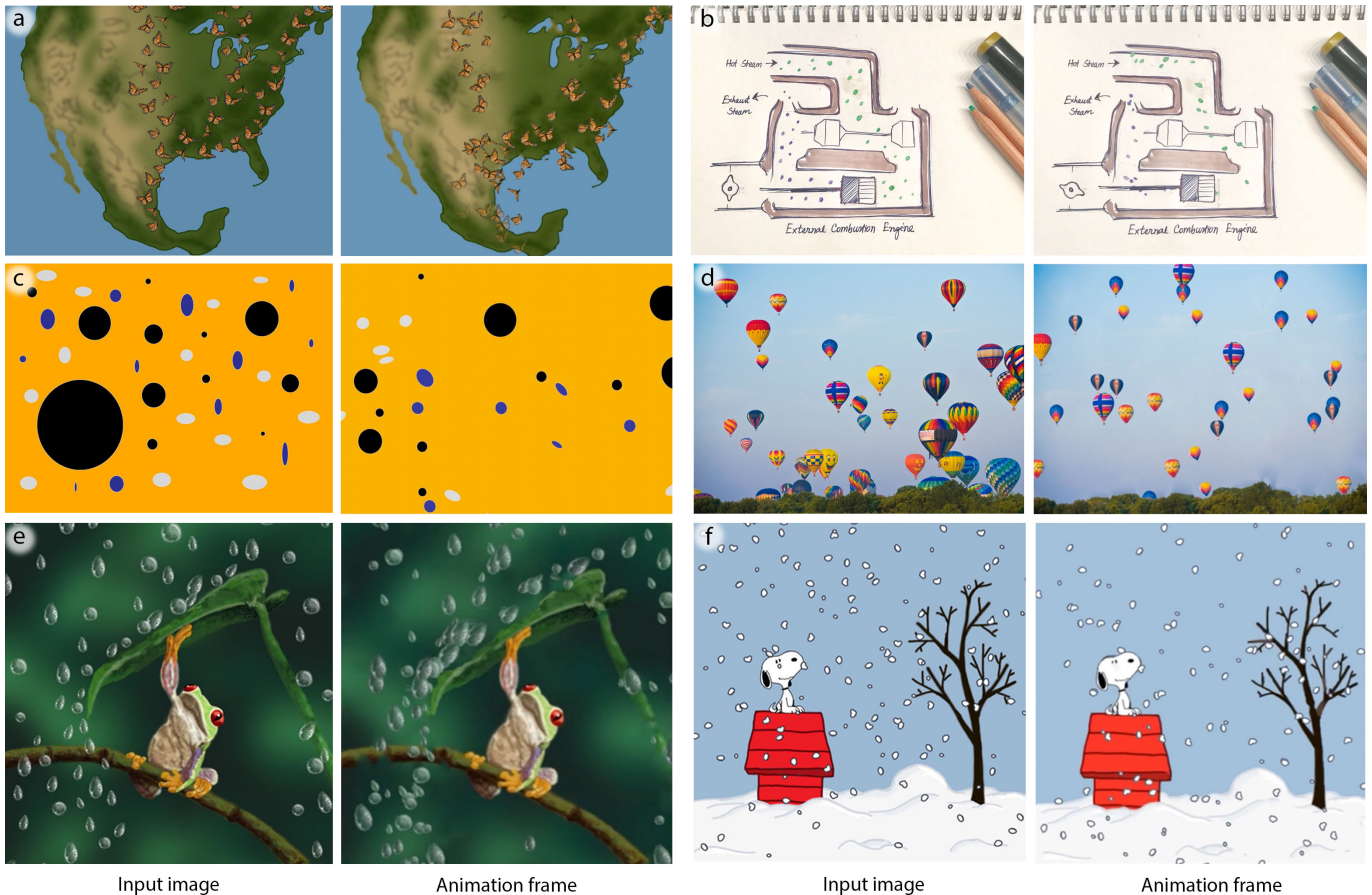 a
b
Hot Steam →
Exhaust
Steam
External Combustion Engine
Hot Steam →
Exhaust
Steam
External Combustion Engine
c
d
e
f
Input image
Animation frame
Input image
Animation frame